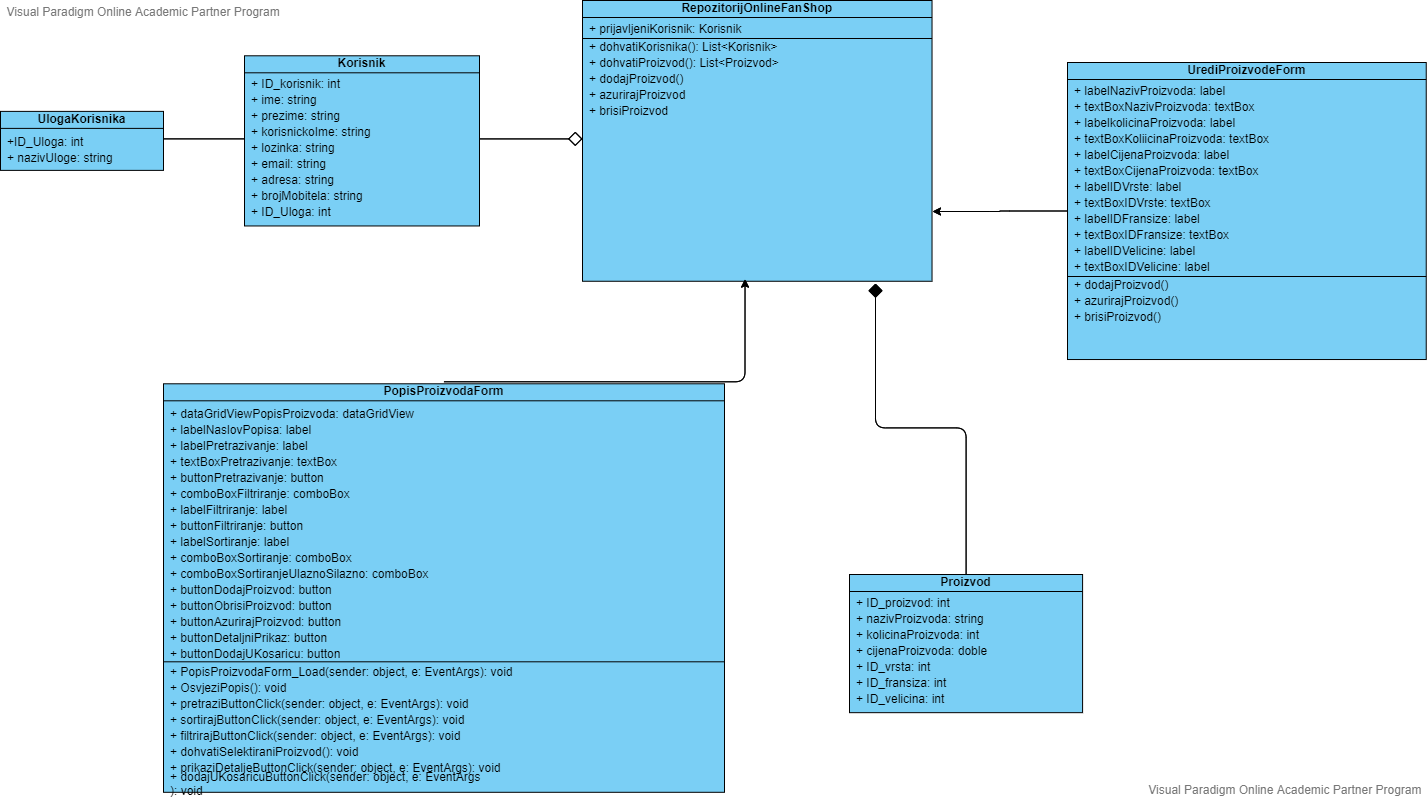 Visual Paradigm Online Academic Partner Program
RepozitorijOnlineFanShop
+ prijavljeniKorisnik: Korisnik
+ dohvatiKorisnika(): List<Korisnik>
+ dohvatiProizvod(): List<Proizvod>
+ dodajProizvod()
+ azurirajProizvod
+ brisiProizvod
Korisnik
+ ID_korisnik: int
+ ime: string
+ prezime: string
+ korisnickoIme: string
+ lozinka: string
+ email: string
+ adresa: string
+ brojMobitela: string
+ ID_Uloga: int
UlogaKorisnika
+ID_Uloga: int
+ nazivUloge: string
UrediProizvodeForm
+ labelNazivProizvoda: label
+ textBoxNazivProizvoda: textBox
+ labelkolicinaProizvoda: label
+ textBoxKoliicinaProizvoda: textBox
+ labelCijenaProizvoda: label
+ textBoxCijenaProizvoda: textBox
+ labelIDVrste: label
+ textBoxIDVrste: textBox
+ labelIDFransize: label
+ textBoxIDFransize: textBox
+ labelIDVelicine: label
+ textBoxIDVelicine: label
+ dodajProizvod()
+ azurirajProizvod()
+ brisiProizvod()
PopisProizvodaForm
+ dataGridViewPopisProizvoda: dataGridView
+ labelNaslovPopisa: label
+ labelPretrazivanje: label
+ textBoxPretrazivanje: textBox
+ buttonPretrazivanje: button
+ comboBoxFiltriranje: comboBox
+ labelFiltriranje: label
+ buttonFiltriranje: button
+ labelSortiranje: label
+ comboBoxSortiranje: comboBox
+ comboBoxSortiranjeUlaznoSilazno: comboBox
+ buttonDodajProizvod: button
+ buttonObrisiProizvod: button
+ buttonAzurirajProizvod: button
+ buttonDetaljniPrikaz: button
+ buttonDodajUKosaricu: button
+ PopisProizvodaForm_Load(sender: object, e: EventArgs): void
+ OsvjeziPopis(): void
+ pretraziButtonClick(sender: object, e: EventArgs): void
+ sortirajButtonClick(sender: object, e: EventArgs): void
+ filtrirajButtonClick(sender: object, e: EventArgs): void
+ dohvatiSelektiraniProizvod(): void
+ prikaziDetaljeButtonClick(sender: object, e: EventArgs): void
+ dodajUKosaricuButtonClick(sender: object, e: EventArgs
): void
Proizvod
+ ID_proizvod: int
+ nazivProizvoda: string
+ kolicinaProizvoda: int
+ cijenaProizvoda: doble
+ ID_vrsta: int
+ ID_fransiza: int
+ ID_velicina: int
Visual Paradigm Online Academic Partner Program